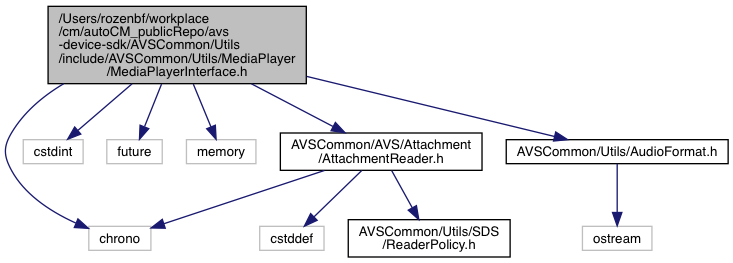 /Users/rozenbf/workplace
/cm/autoCM_publicRepo/avs
-device-sdk/AVSCommon/Utils
/include/AVSCommon/Utils/MediaPlayer
/MediaPlayerInterface.h
cstdint
future
memory
AVSCommon/AVS/Attachment
/AttachmentReader.h
AVSCommon/Utils/AudioFormat.h
chrono
cstddef
AVSCommon/Utils/SDS
/ReaderPolicy.h
ostream